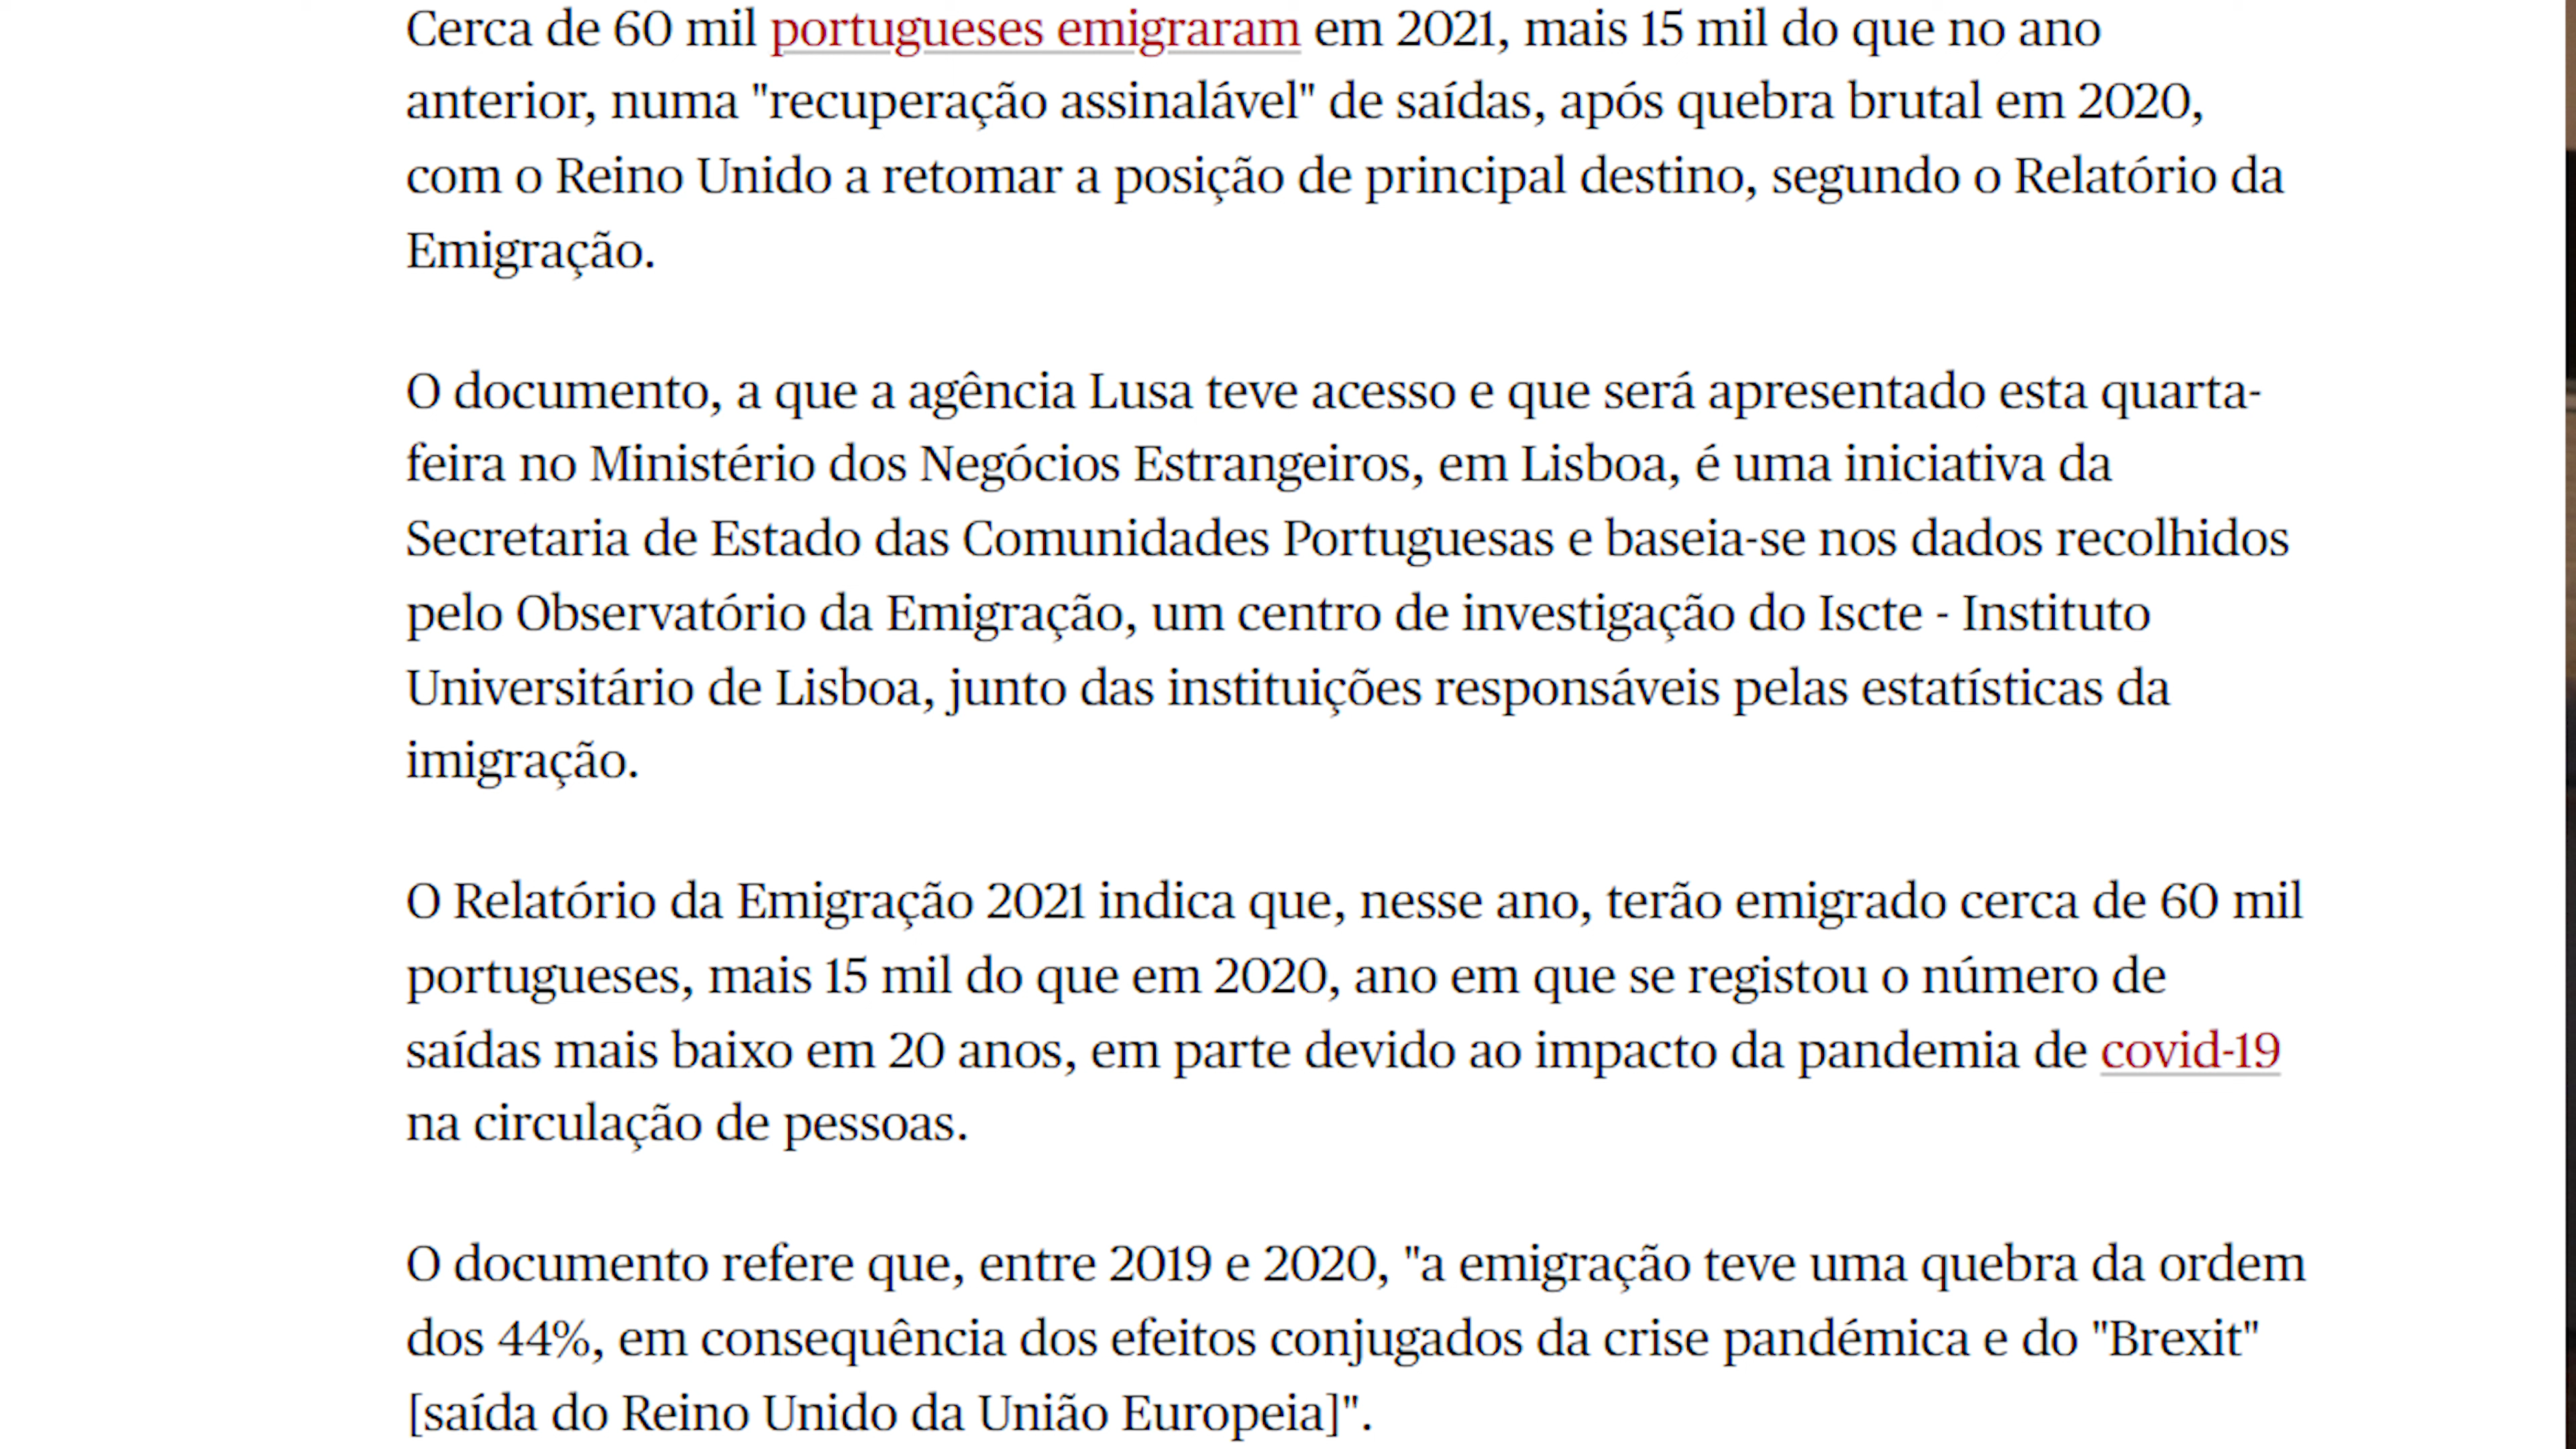 Cerca de 60 mil portugueses emigraram em 2021, mais 15 mil do que no ano
anterior, numa "recuperação assinalável" de saídas, após quebra brutal em 2020,
com o Reino Unido a retomar a posição de principal destino, segundo o Relatório da
Emigração.
O documento, a que a agência Lusa teve acesso e que será apresentado esta quarta-
feira no Ministério dos Negócios Estrangeiros, em Lisboa, é uma iniciativa da
Secretaria de Estado das Comunidades Portuguesas e baseia-se nos dados recolhidos
pelo Observatório da Emigração, um centro de investigação do Iscte - Instituto
Universitário de Lisboa, junto das instituições responsáveis pelas estatísticas da
imigração.
O Relatório da Emigração 2021 indica que, nesse ano, terão emigrado cerca de 60 mil
portugueses, mais 15 mil do que em 2020, ano em que se registou o número de
saídas mais baixo em 20 anos, em parte devido ao impacto da pandemia de covid-19
na circulação de pessoas.
O documento refere que, entre 2019 e 2020, "a emigração teve uma quebra da ordem
dos 44%, em consequência dos efeitos conjugados da crise pandémica e do "Brexit"
[saída do Reino Unido da União Europeia]".